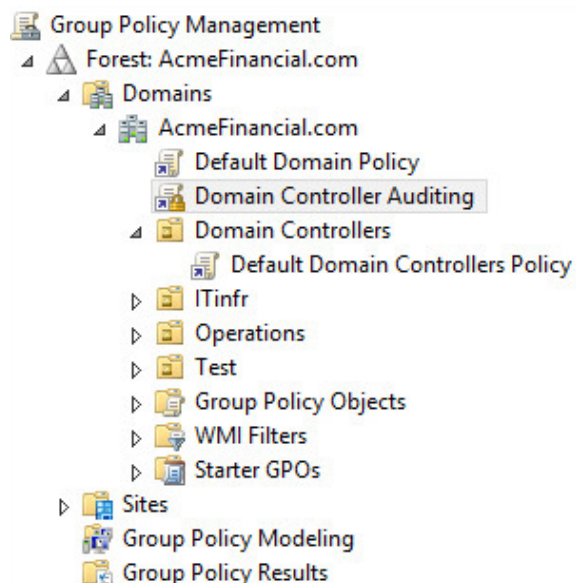 Group Policy Management
Forest: AcmeFinancial.com
Domains
AcmeFinancial.com
Default Domain Policy
Domain Controller Auditing
Domain Controllers
Default Domain Controllers Policy
ITinfr
Operations
Test
Group Policy Objects
WMI Filters
Starter GPOs
Sites
Group Policy Modeling
Group Policy Results